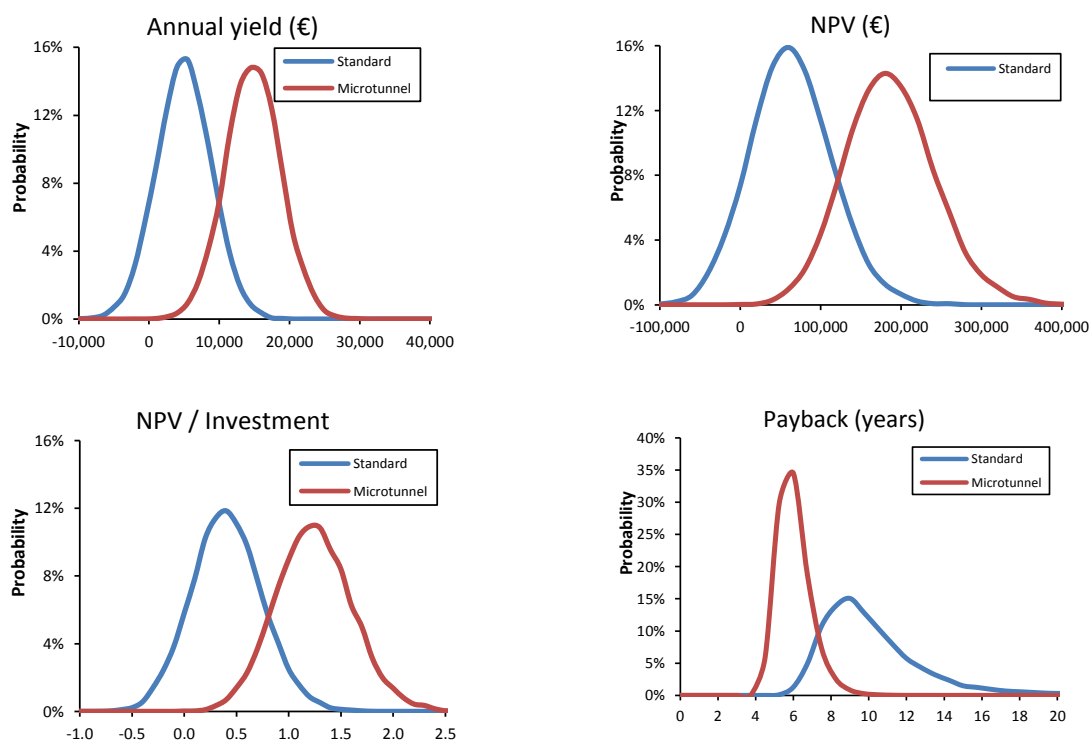 Annual yield (€)
16%
12%
8%
4%
0%
Probability
-10,000 0 10,000 20,000 30,000 40,000
Standard
Microtunnel
NPV (€)
16%
12%
8%
4%
0%
Probability
-100,000 0 100,000 200,000 300,000 400,000
Standard
NPV / Investment
16%
12%
8%
4%
0%
Probability
-1.0 -0.5 0.0 0.5 1.0 1.5 2.0 2.5
Standard
Microtunnel
Payback (years)
40%
35%
30%
25%
20%
15%
10%
5%
0%
Probability
0 2 4 6 8 10 12 14 16 18 20
Standard
Microtunnel